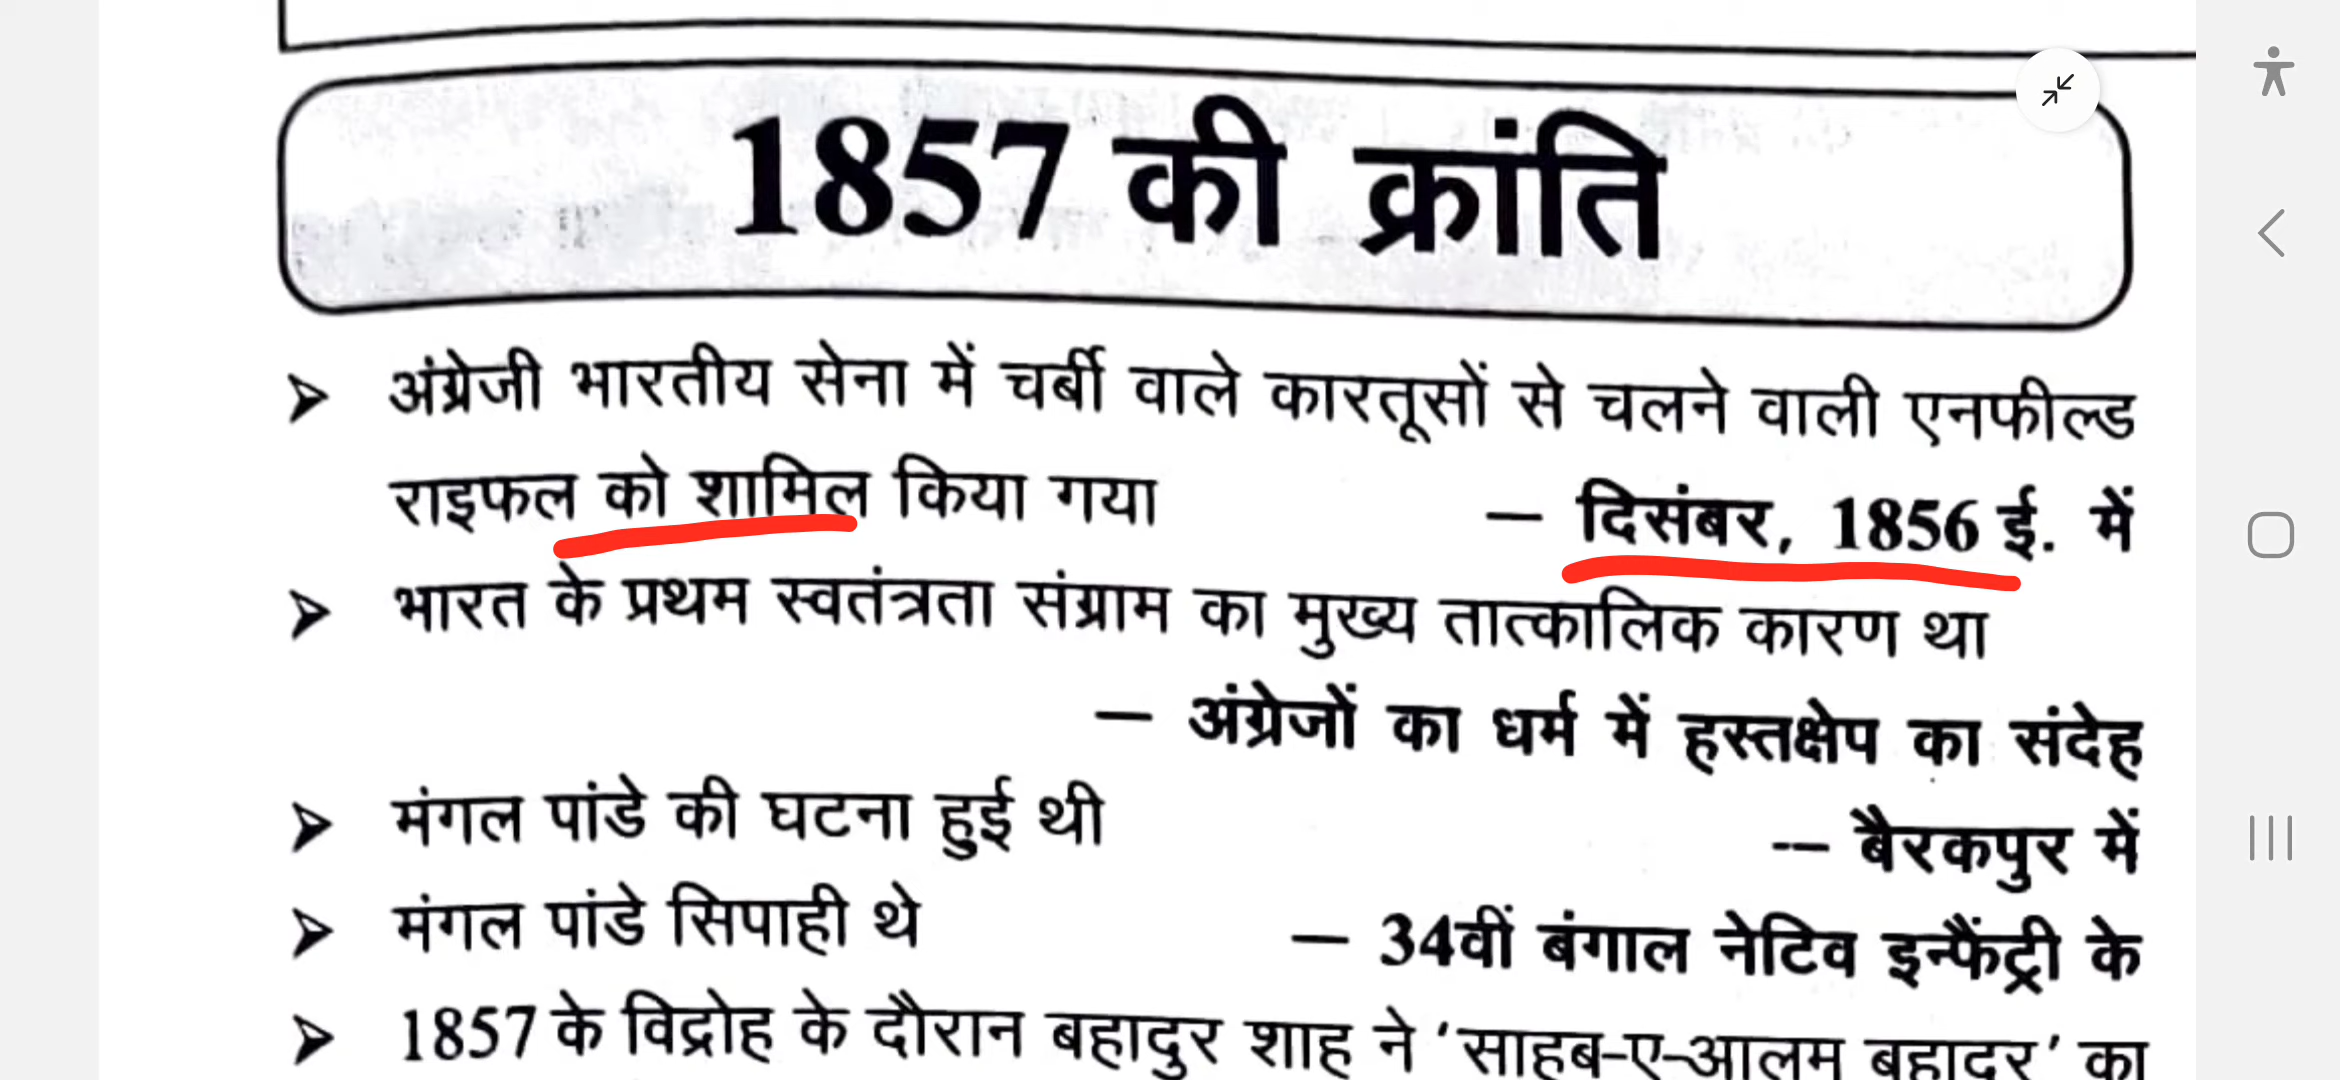 1857 की क्रांति
➢ अंग्रेजी भारतीय सेना में चर्बी वाले कारतूसों से चलने वाली एनफील्ड
राइफल को शामिल किया गया — दिसंबर, 1856 ई. में
➢ भारत के प्रथम स्वतंत्रता संग्राम का मुख्य तात्कालिक कारण था
— अंग्रेजों का धर्म में हस्तक्षेप का संदेह
➢ मंगल पांडे की घटना हुई थी -— बैरकपुर में
➢ मंगल पांडे सिपाही थे — 34वीं बंगाल नेटिव इन्फैंट्री के
➢ 1857 के विद्रोह के दौरान बहादुर शाह ने ‘साहब-ए-आलम बहादुर’ का